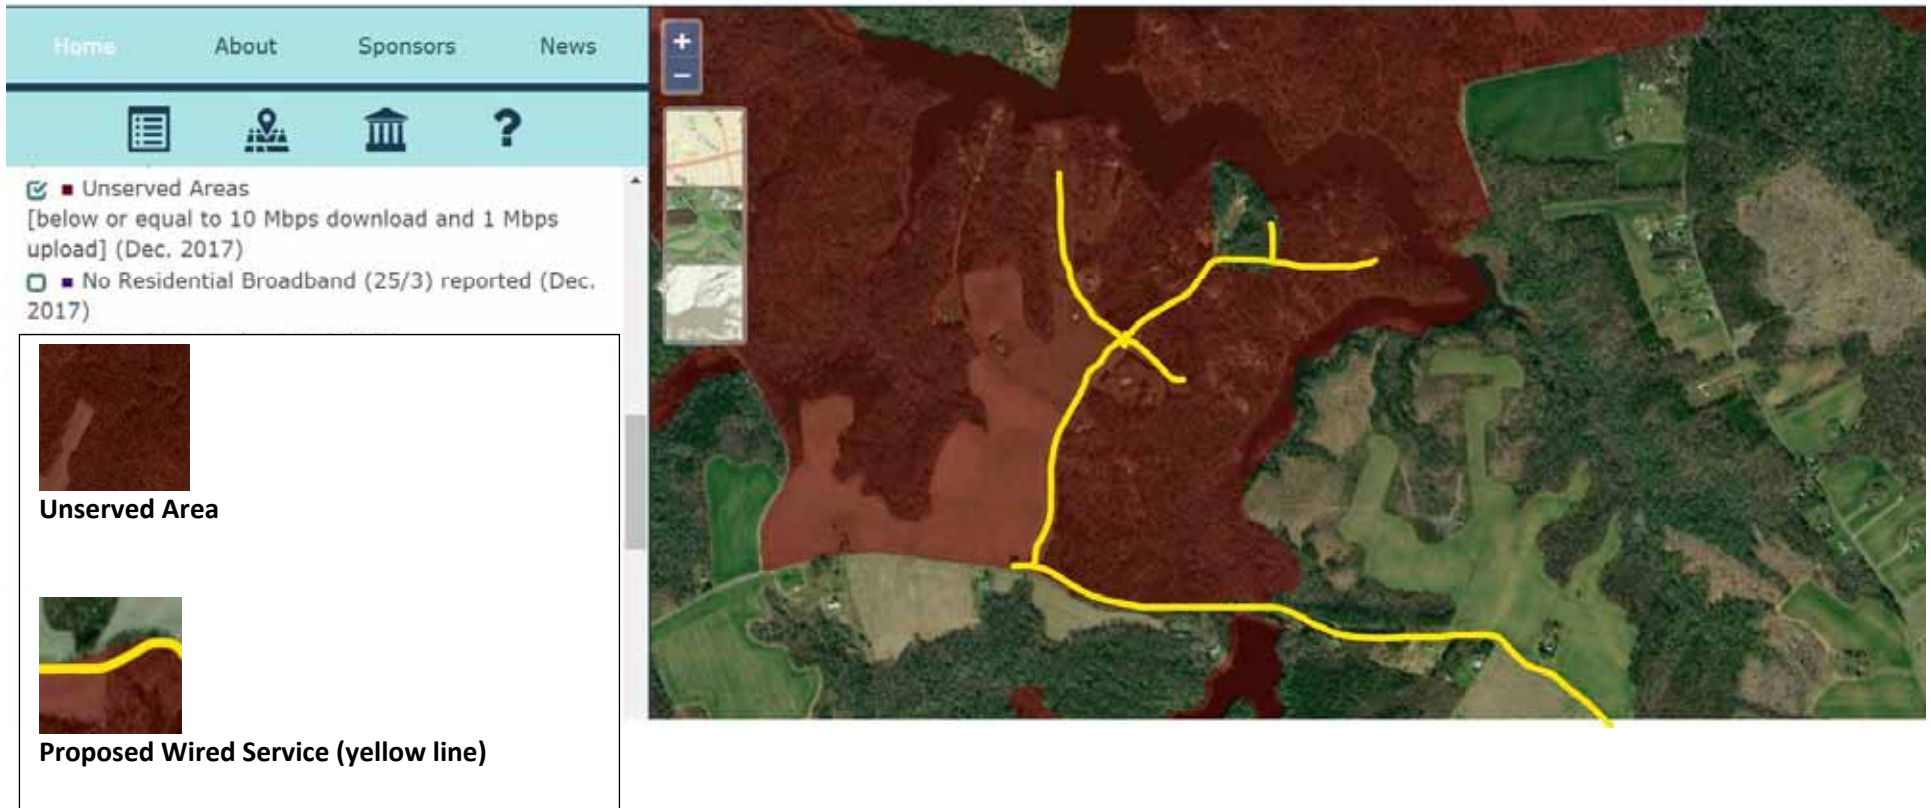 Home About Sponsors News
?
Unserved Areas
[below or equal to 10 Mbps download and 1 Mbps
upload] (Dec. 2017)
No Residential Broadband (25/3) reported (Dec.
2017)
Unserved Area
Proposed Wired Service (yellow line)
+
−